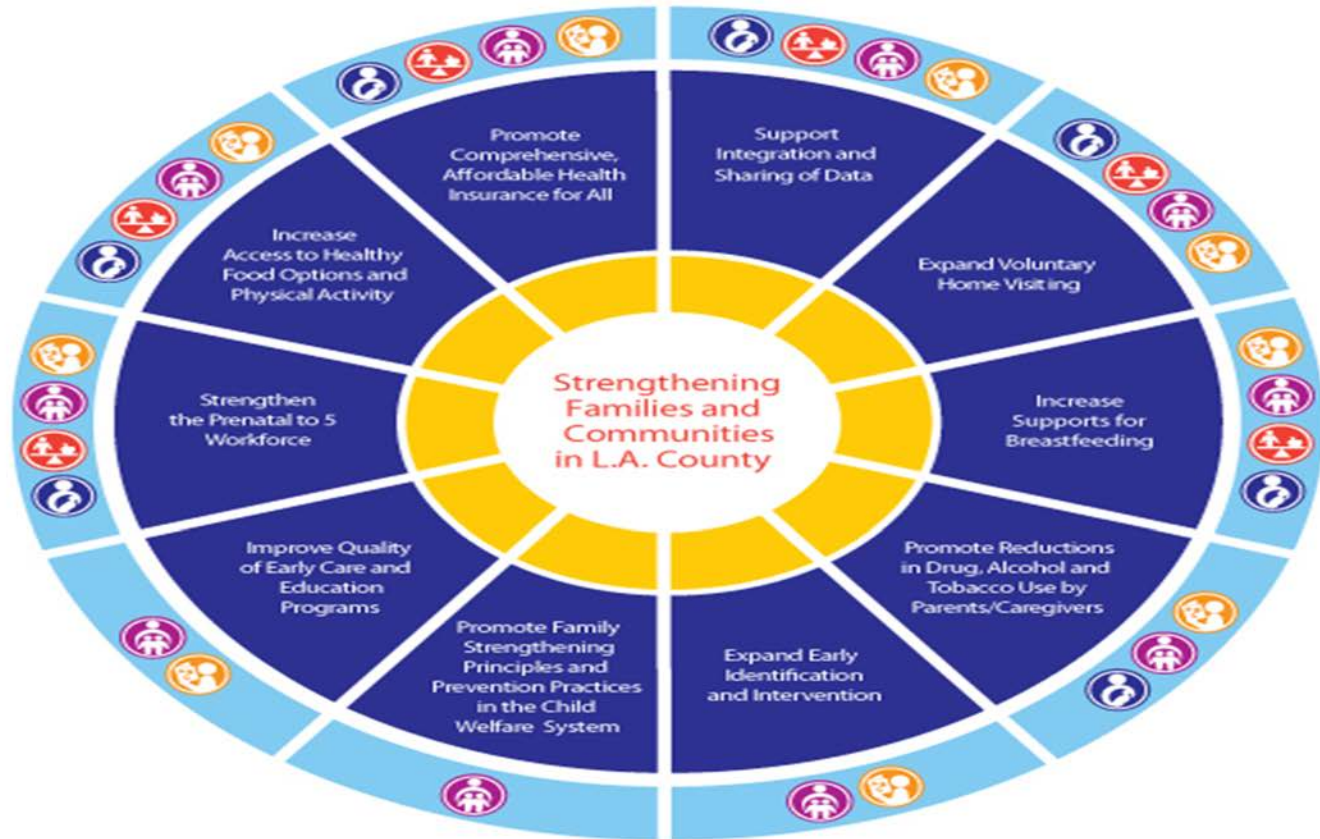 Promote
Comprehensive,
Affordable Health
Insurance for All
Support
Integration and
Sharing of Data
Expand Voluntary
Home Visiting
Increase
Supports for
Breastfeeding
Promote Reductions
in Drug, Alcohol and
Tobacco Use by
Parents/Caregivers
Expand Early
Identification
and Intervention
Promote Family
Strengthening
Principles and
Prevention Practices
in the Child
Welfare System
Improve Quality
of Early Care and
Education
Programs
Strengthen
the Prenatal to 5
Workforce
Increase
Access to Healthy
Food Options and
Physical Activity
Strengthening
Families and
Communities
in L.A. County